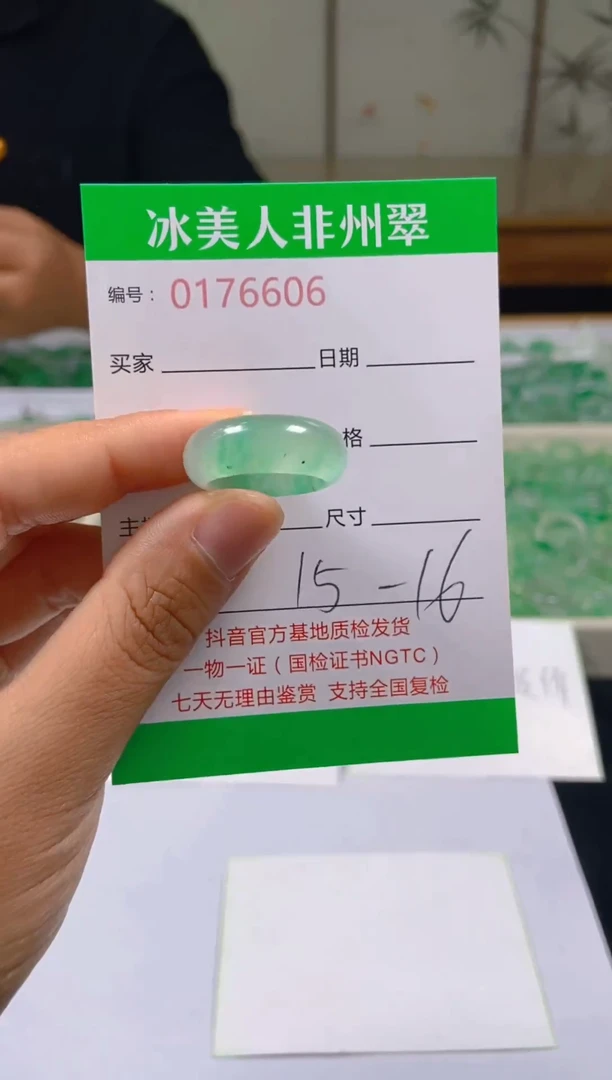 冰美人非州翠
编号： 0176606
买家 日期
格
主 尺寸
15-16
抖音官方基地质检发货
一物一证（国检证书NGTC）
七天无理由鉴赏 支持全国复检